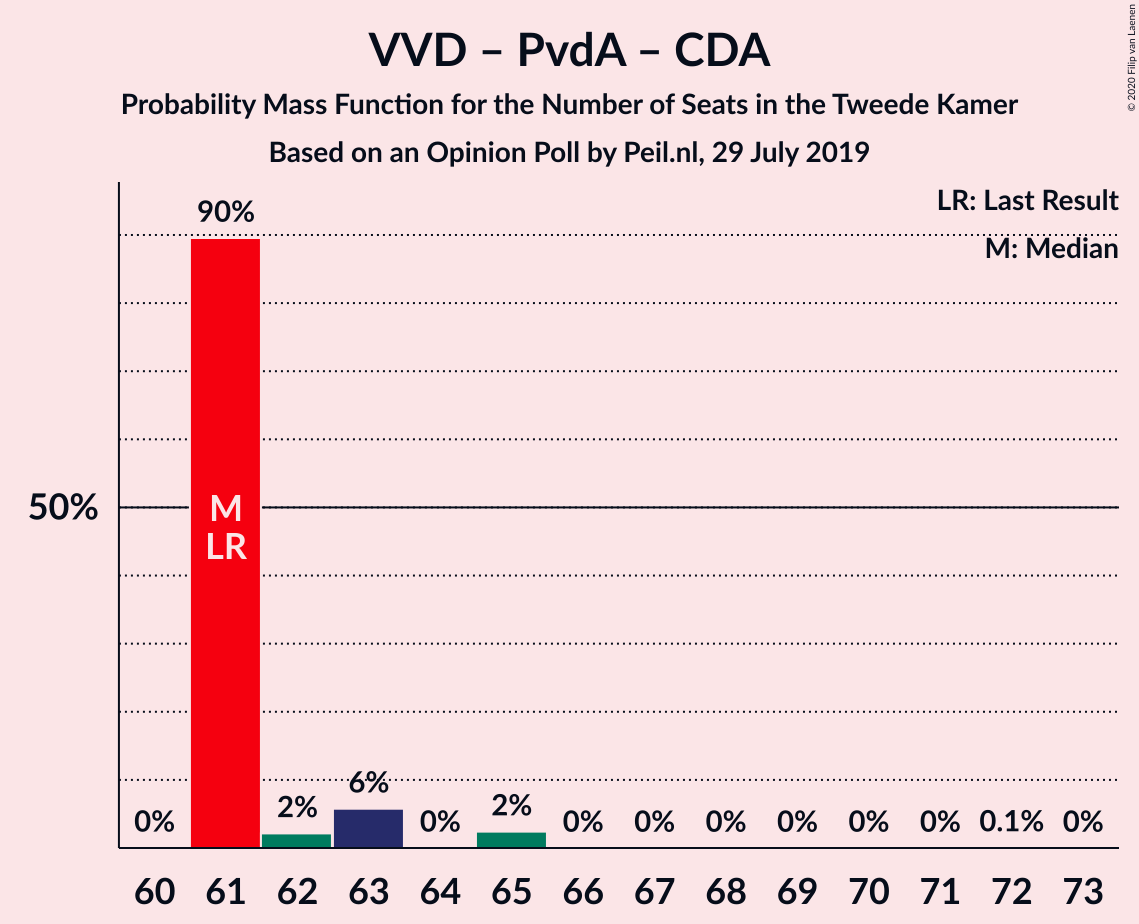 VVD – PvdA – CDA
Probability Mass Function for the Number of Seats in the Tweede Kamer
Based on an Opinion Poll by Peil.nl, 29 July 2019
© 2020 Filip van Laenen
LR: Last Result
M: Median
90%
50%
M
LR
0% 2% 6% 0% 2% 0% 0% 0% 0% 0% 0% 0.1% 0%
60 61 62 63 64 65 66 67 68 69 70 71 72 73